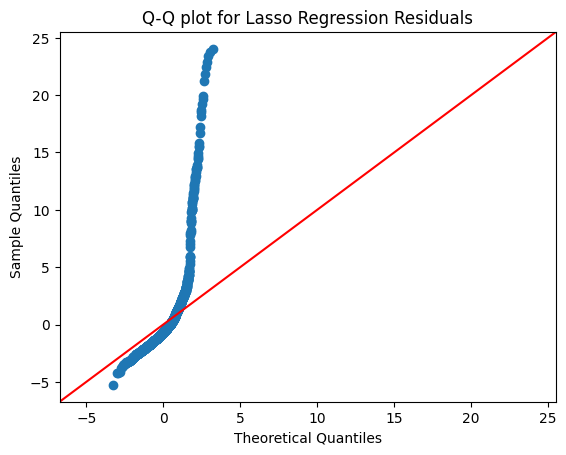 Q-Q plot for Lasso Regression Residuals
25
20
15
10
5
0
−5
Sample Quantiles
−5 0 5 10 15 20 25
Theoretical Quantiles